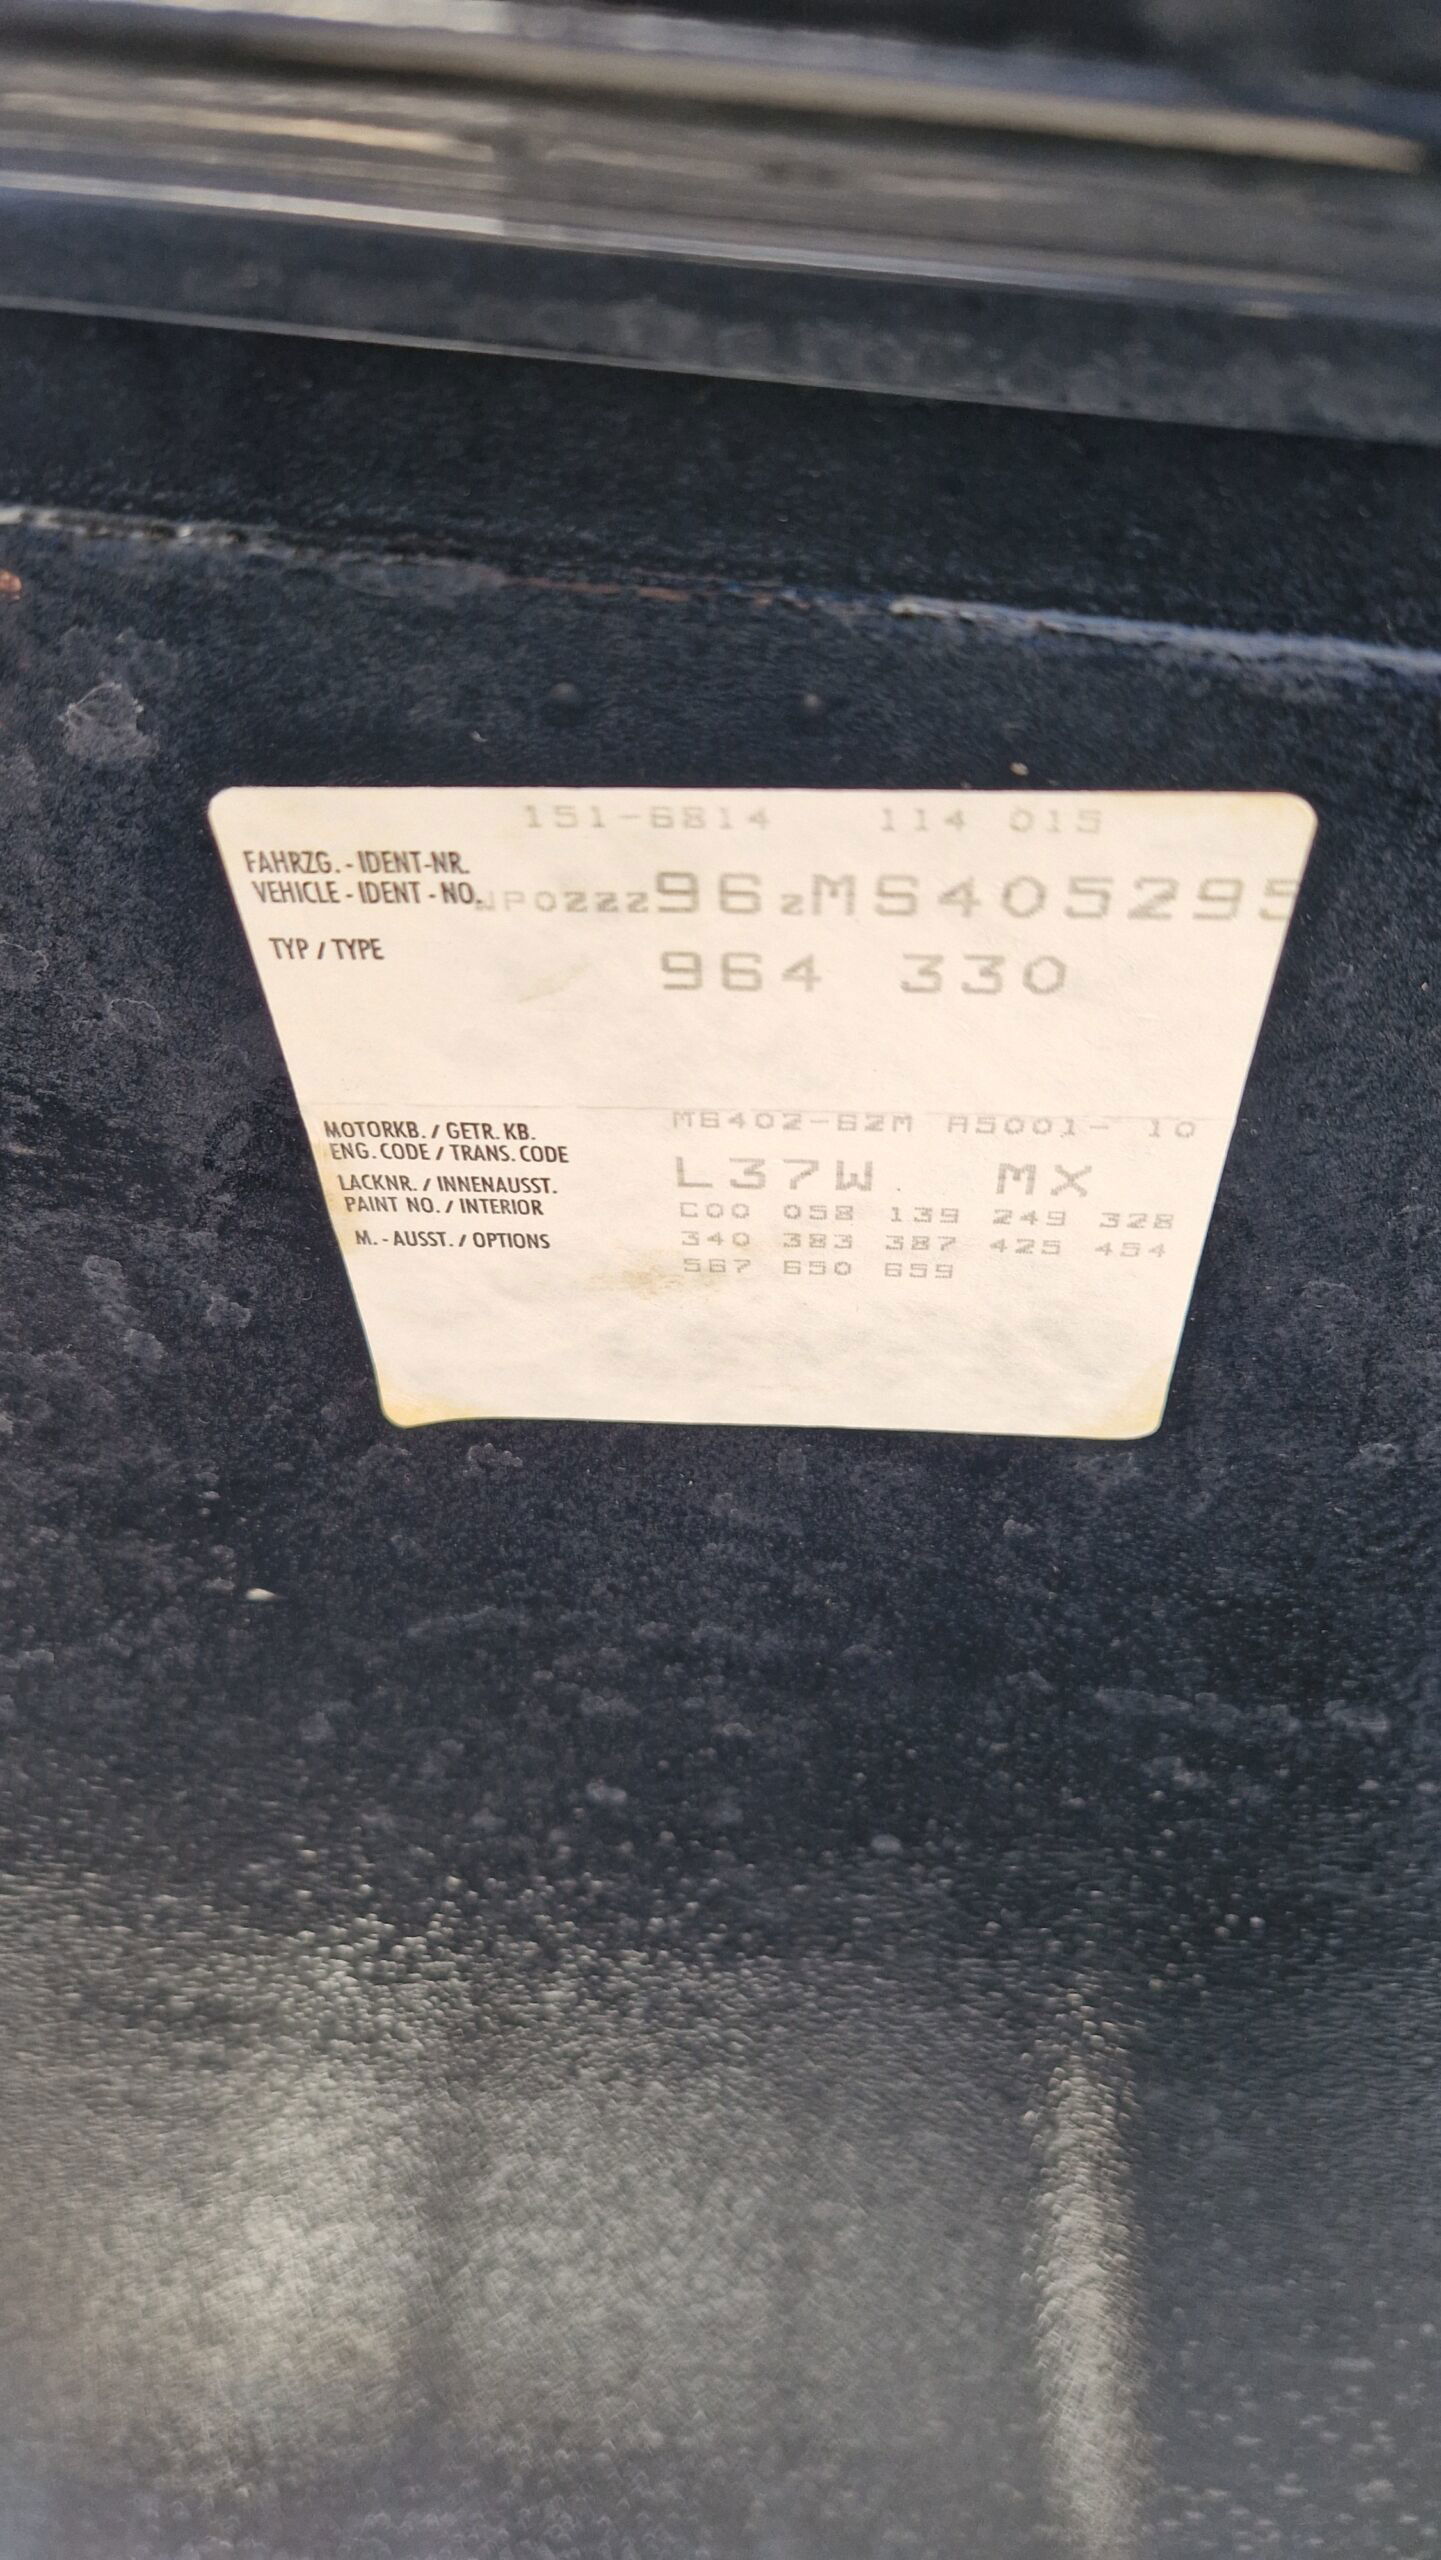 151-6814 114 015
FAHRZG. - IDENT-NR.
VEHICLE - IDENT - NO. WP0ZZZ96ZMS405295
TYP / TYPE 964 330
MOTORKB. / GETR. KB. M6402-62M A5001- 10
ENG. CODE / TRANS. CODE
LACKNR. / INNENAUSST. L37W MX
PAINT NO. / INTERIOR C00 058 139 249 328
M. - AUSST. / OPTIONS 340 383 387 425 454
567 650 659